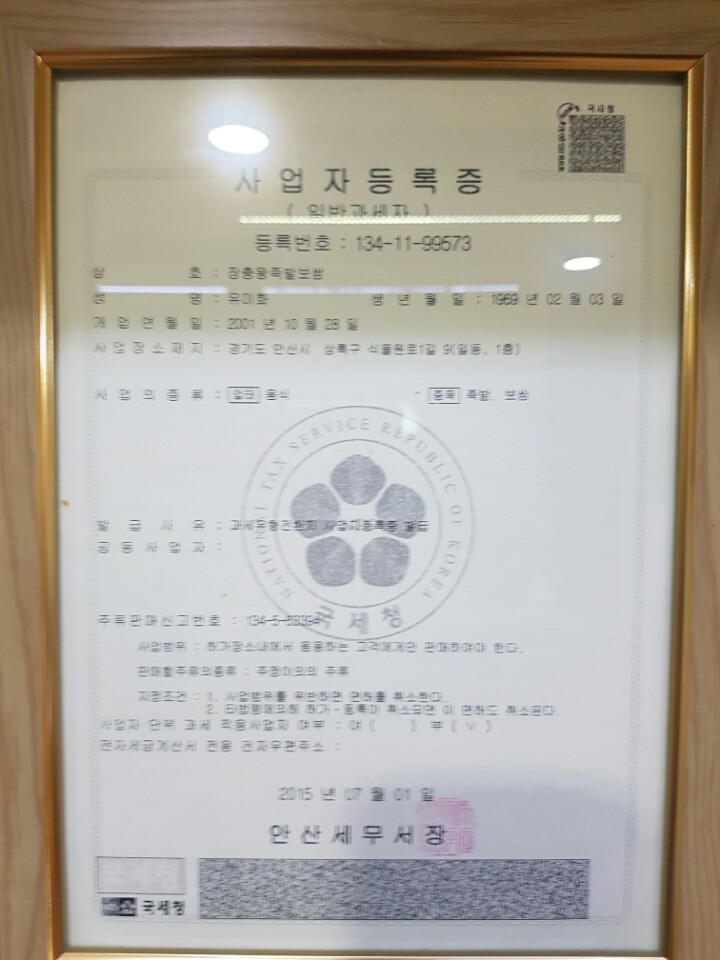 국세청
사업자등록증
( 일반과세자 )
등록번호 : 134-11-99573
상 호 : 장충왕족발보쌈
성 명 : 우미화 생 년 월 일 : 1969 년 02 월 03 일
개 업 연 월 일 : 2001 년 10 월 28 일
사 업 장 소 재 지 : 경기도 안산시 상록구 식물원로1길 9(일동, 1층)
사 업 의 종 류 : 업태 음식 종목 족발, 보쌈
NATIONAL TAX SERVICE REPUBLIC OF KOREA
발 급 사 유 : 과세유형전환자 사업자등록증 발급
공 동 사 업 자 :
주류판매신고번호 : 134-5-
국세청
사업범위 : 허가장소내에서 음용하는 고객에게만 판매하여야 한다.
판매할주류의종류 : 주정이외의 주류
지정조건 : 1. 사업범위를 위반하면 면허를 취소한다.
2. 타법령에의해 허가·등록이 취소되면 이 면허도 취소된다.
사업자 단위 과세 적용사업자 여부 : 여 ( ) 부 ( v )
전자세금계산서 전용 전자우편주소 :
2015 년 07 월 01 일
안산세무서장
국세청